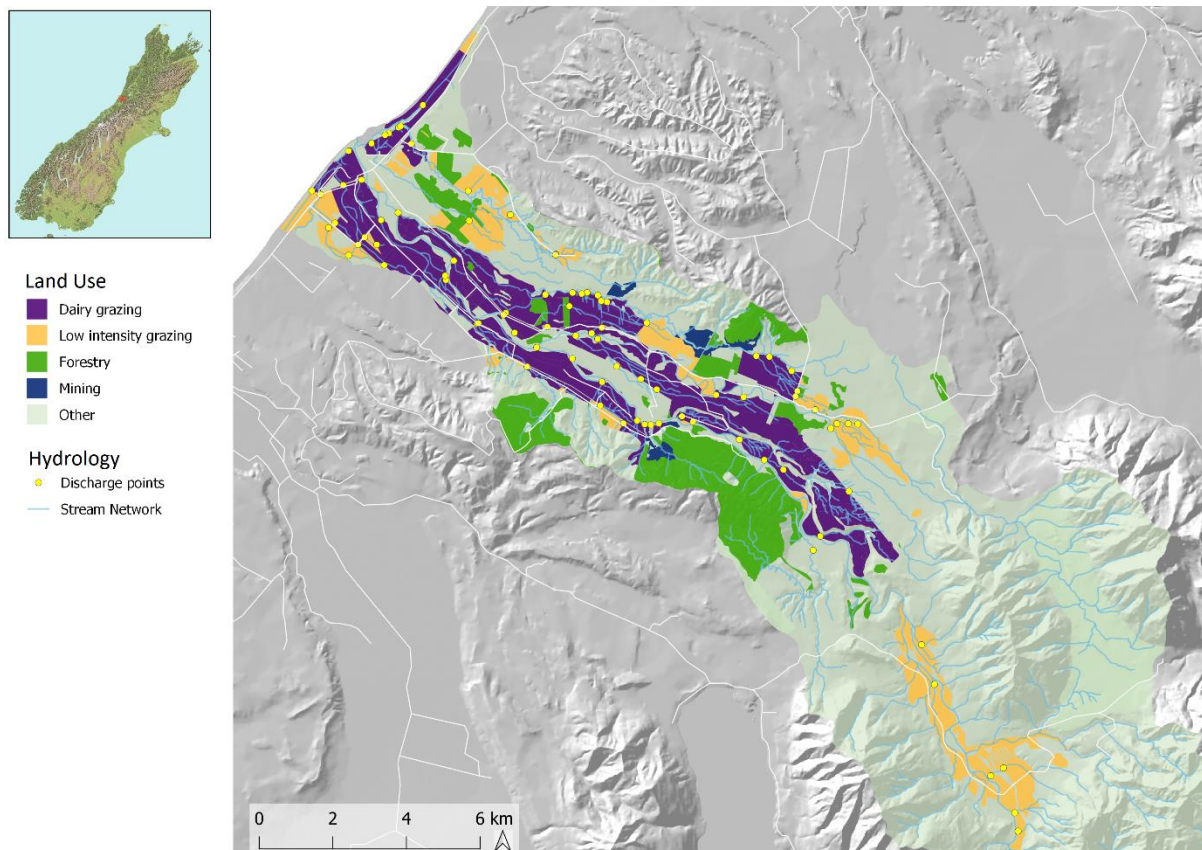 Land Use
Dairy grazing
Low intensity grazing
Forestry
Mining
Other
Hydrology
Discharge points
Stream Network
0 2 4 6 km